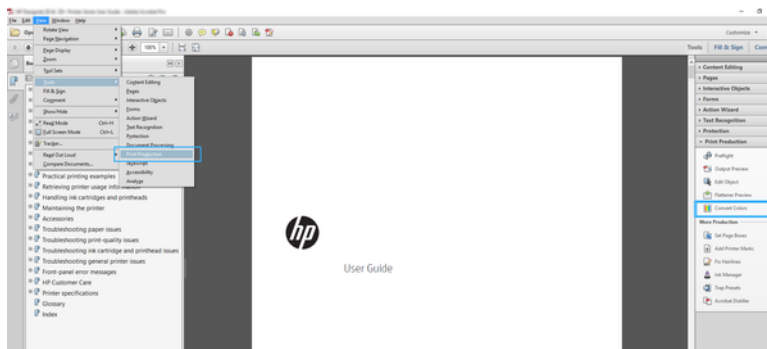 File Edit View Window Help
Customize
100%
Tools Fill & Sign
Rotate View
Page Navigation
Page Display
Zoom
Tool Sets
Tools
Fill & Sign
Comment
Show/Hide
Read Mode Ctrl+H
Full Screen Mode Ctrl+L
Tracker...
Read Out Loud
Compare Documents...
Content Editing
Pages
Interactive Objects
Forms
Action Wizard
Text Recognition
Protection
Document Processing
Print Production
JavaScript
Accessibility
Analyze
Practical printing examples
Retrieving printer usage information
Handling ink cartridges and printheads
Maintaining the printer
Accessories
Troubleshooting paper issues
Troubleshooting print-quality issues
Troubleshooting ink cartridge and printhead issues
Troubleshooting general printer issues
Front-panel error messages
HP Customer Care
Printer specifications
Glossary
Index
hp
User Guide
Content Editing
Pages
Interactive Objects
Forms
Action Wizard
Text Recognition
Protection
Print Production
Preflight
Output Preview
Edit Object
Flattener Preview
Convert Colors
More Production
Set Page Boxes
Add Printer Marks
Fix Hairlines
Ink Manager
Trap Presets
Acrobat Distiller